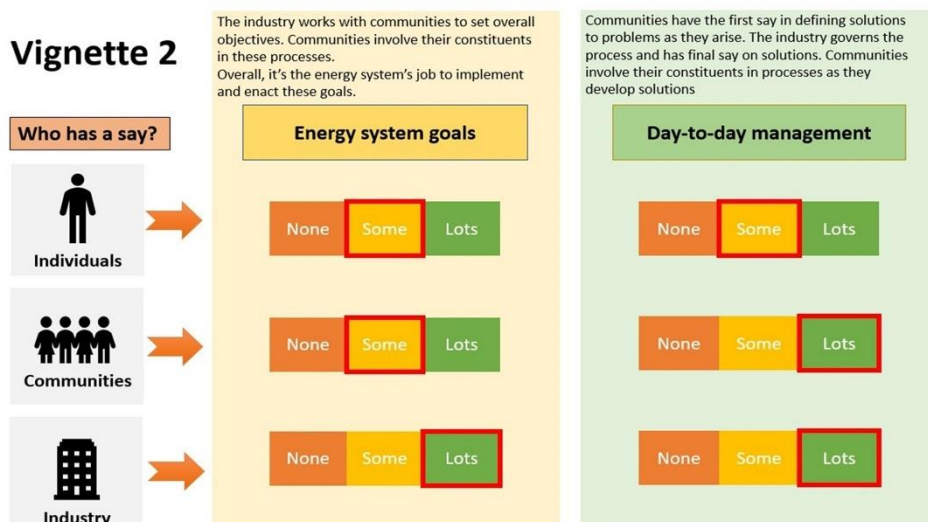 Vignette 2
The industry works with communities to set overall
objectives. Communities involve their constituents
in these processes.
Overall, it's the energy system's job to implement
and enact these goals.
Communities have the first say in defining solutions
to problems as they arise. The industry governs the
process and has final say on solutions. Communities
involve their constituents in processes as they
develop solutions
Who has a say?
Energy system goals
Day-to-day management
Individuals
None Some Lots
None Some Lots
Communities
None Some Lots
None Some Lots
Industry
None Some Lots
None Some Lots